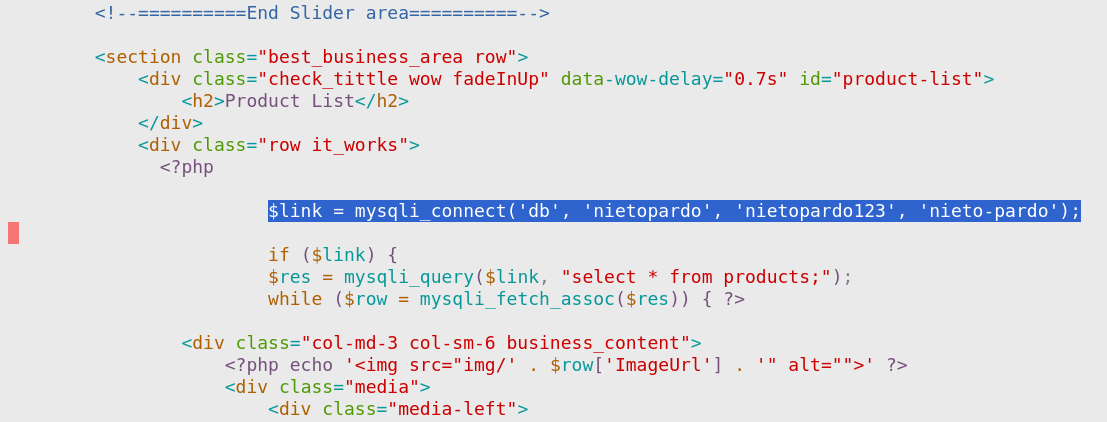 <!--==========End Slider area==========-->
<section class="best_business_area row">
<div class="check_tittle wow fadeInUp" data-wow-delay="0.7s" id="product-list">
<h2>Product List</h2>
</div>
<div class="row it_works">
<?php
$link = mysqli_connect('db', 'nietopardo', 'nietopardo123', 'nieto-pardo');
if ($link) {
$res = mysqli_query($link, "select * from products;");
while ($row = mysqli_fetch_assoc($res)) { ?>
<div class="col-md-3 col-sm-6 business_content">
<?php echo '<img src="img/' . $row['ImageUrl'] . '" alt="">' ?>
<div class="media">
<div class="media-left">